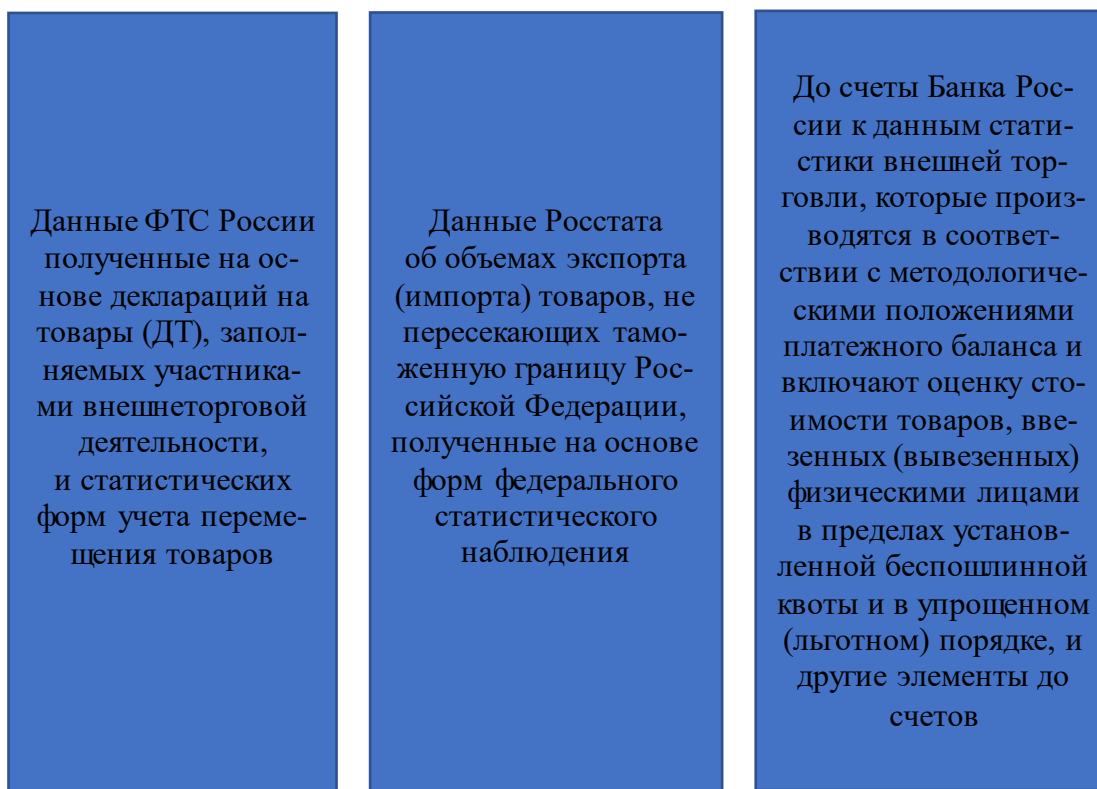 Данные ФТС России
полученные на ос-
нове деклараций на
товары (ДТ), запол-
няемых участника-
ми внешнеторговой
деятельности,
и статистических
форм учета переме-
щения товаров
Данные Росстата
об объемах экспорта
(импорта) товаров, не
пересекающих тамо-
женную границу Рос-
сийской Федерации,
полученные на основе
форм федерального
статистического
наблюдения
До счеты Банка Рос-
сии к данным стати-
стики внешней тор-
говли, которые произ-
водятся в соответ-
ствии с методологиче-
скими положениями
платежного баланса и
включают оценку сто-
имости товаров, вве-
зенных (вывезенных)
физическими лицами
в пределах установ-
ленной беспошлинной
квоты и в упрощенном
(льготном) порядке, и
другие элементы до
счетов